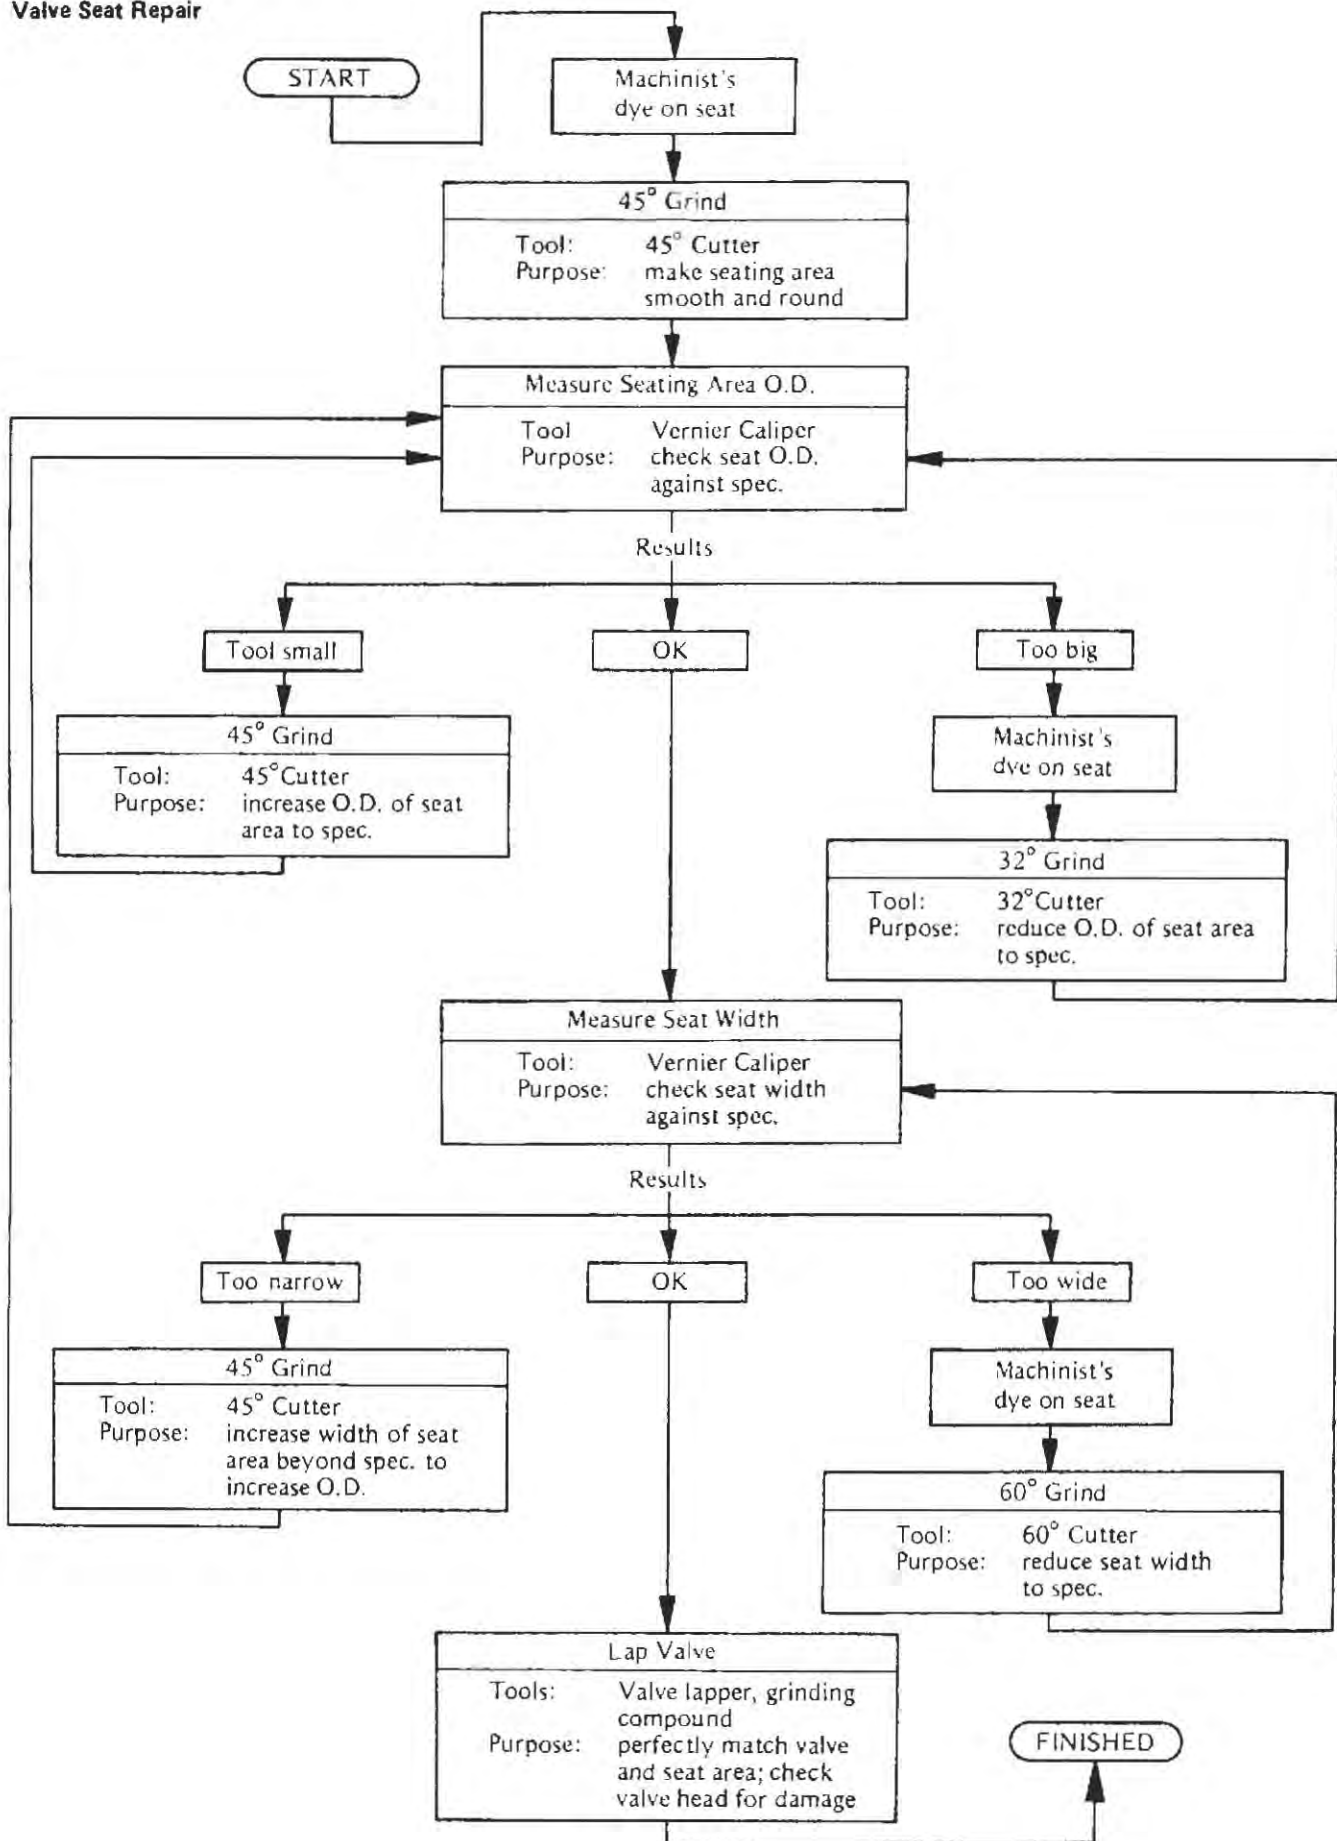 Valve Seat Repair
START
Machinist's
dye on seat
45° Grind
Tool: 45° Cutter
Purpose: make seating area
smooth and round
Measure Seating Area O.D.
Tool Vernier Caliper
Purpose: check seat O.D.
against spec.
Results
Tool small
OK
Too big
45° Grind
Tool: 45°Cutter
Purpose: increase O.D. of seat
area to spec.
Machinist's
dye on seat
32° Grind
Tool: 32°Cutter
Purpose: reduce O.D. of seat area
to spec.
Measure Seat Width
Tool: Vernier Caliper
Purpose: check seat width
against spec.
Results
Too narrow
OK
Too wide
45° Grind
Tool: 45° Cutter
Purpose: increase width of seat
area beyond spec. to
increase O.D.
Machinist's
dye on seat
60° Grind
Tool: 60° Cutter
Purpose: reduce seat width
to spec.
Lap Valve
Tools: Valve lapper, grinding
compound
Purpose: perfectly match valve
and seat area; check
valve head for damage
FINISHED